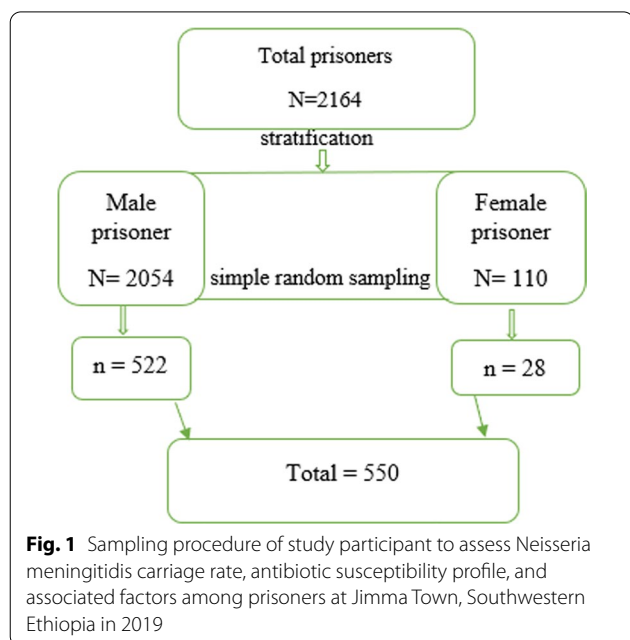 Total prisoners
N=2164
stratification
Male
prisoner
N= 2054
Female
prisoner
N= 110
simple random sampling
n = 522
n = 28
Total = 550
Fig. 1 Sampling procedure of study participant to assess Neisseria
meningitidis carriage rate, antibiotic susceptibility profile, and
associated factors among prisoners at Jimma Town, Southwestern
Ethiopia in 2019